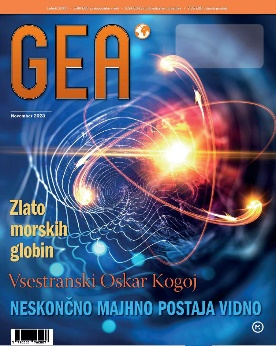 GEA
November 2023
Zlato
morskih
globin
Vsestranski Oskar Kogoj
NESKONČNO MAJHNO POSTAJA VIDNO